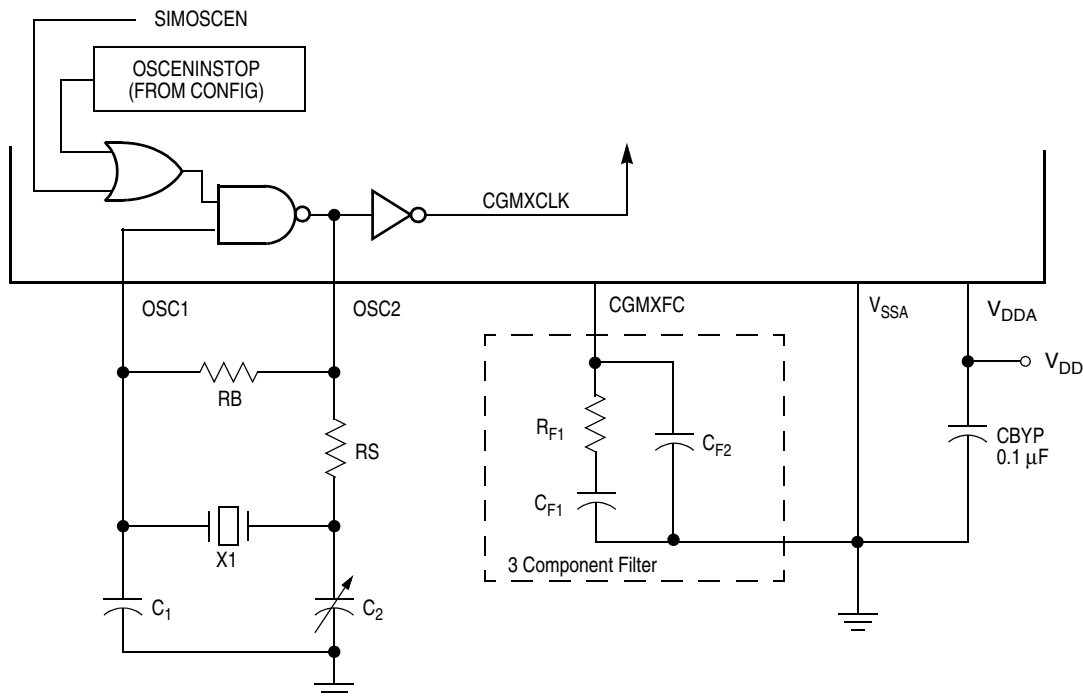 SIMOSCEN
OSCENINSTOP
(FROM CONFIG)
CGMXCLK
OSC1
OSC2
CGMXFC
VSSA
VDDA
VDD
RB
RS
RF1
CF2
CBYP
0.1 µF
CF1
X1
3 Component Filter
C1
C2